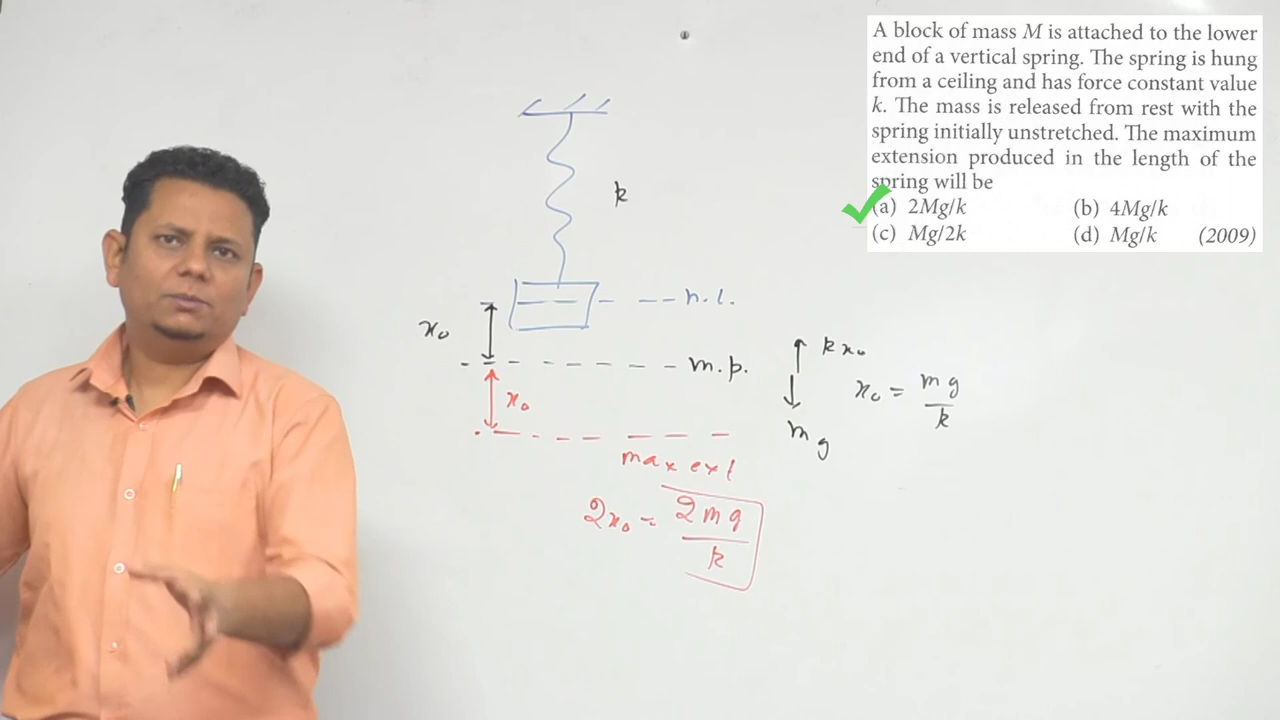 A block of mass M is attached to the lower
end of a vertical spring. The spring is hung
from a ceiling and has force constant value
k. The mass is released from rest with the
spring initially unstretched. The maximum
extension produced in the length of the
spring will be
(a) 2Mg/k (b) 4Mg/k
(c) Mg/2k (d) Mg/k (2009)
k
n.l.
x₀
m.p.
x₀
max ext
2x₀ = 2mg/k
kx₀
mg
x₀ = mg/k